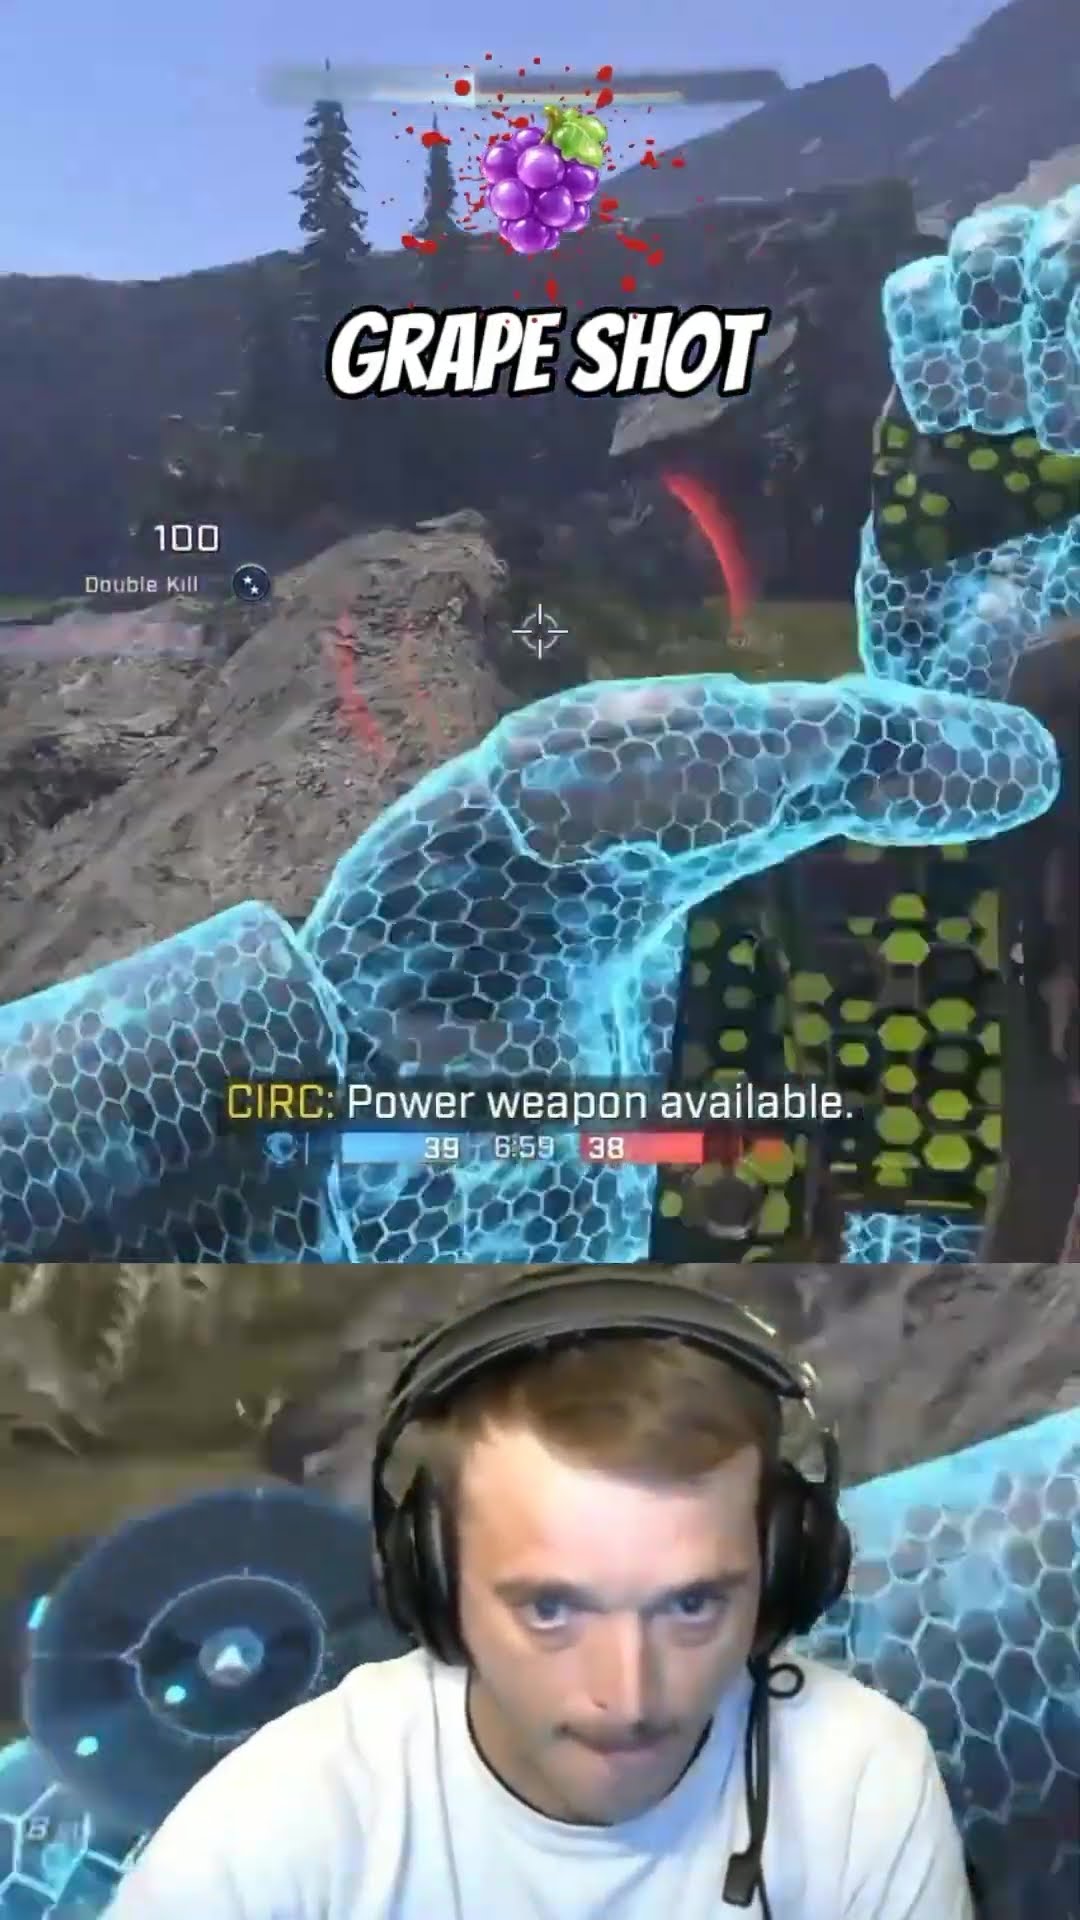 GRAPE SHOT
100
Double Kill
CIRC: Power weapon available.
39 6:59 38